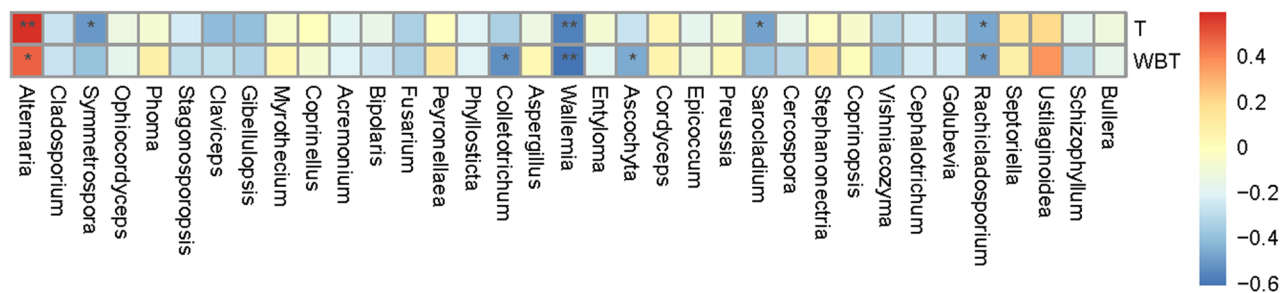 ** * ** * * T
* * ** * * WBT
Alternaria
Cladosporium
Symmetrospora
Ophiocordyceps
Phoma
Stagonosporopsis
Claviceps
Gibellulopsis
Myrothecium
Coprinellus
Acremonium
Bipolaris
Fusarium
Peyronellaea
Phyllosticta
Colletotrichum
Aspergillus
Wallemia
Entyloma
Ascochyta
Cordyceps
Epicoccum
Preussia
Sarocladium
Cercospora
Stephanonectria
Coprinopsis
Vishniacozyma
Cephalotrichum
Golubevia
Rachicladosporium
Septoriella
Ustilaginoidea
Schizophyllum
Bullera
0.4
0.2
0
−0.2
−0.4
−0.6